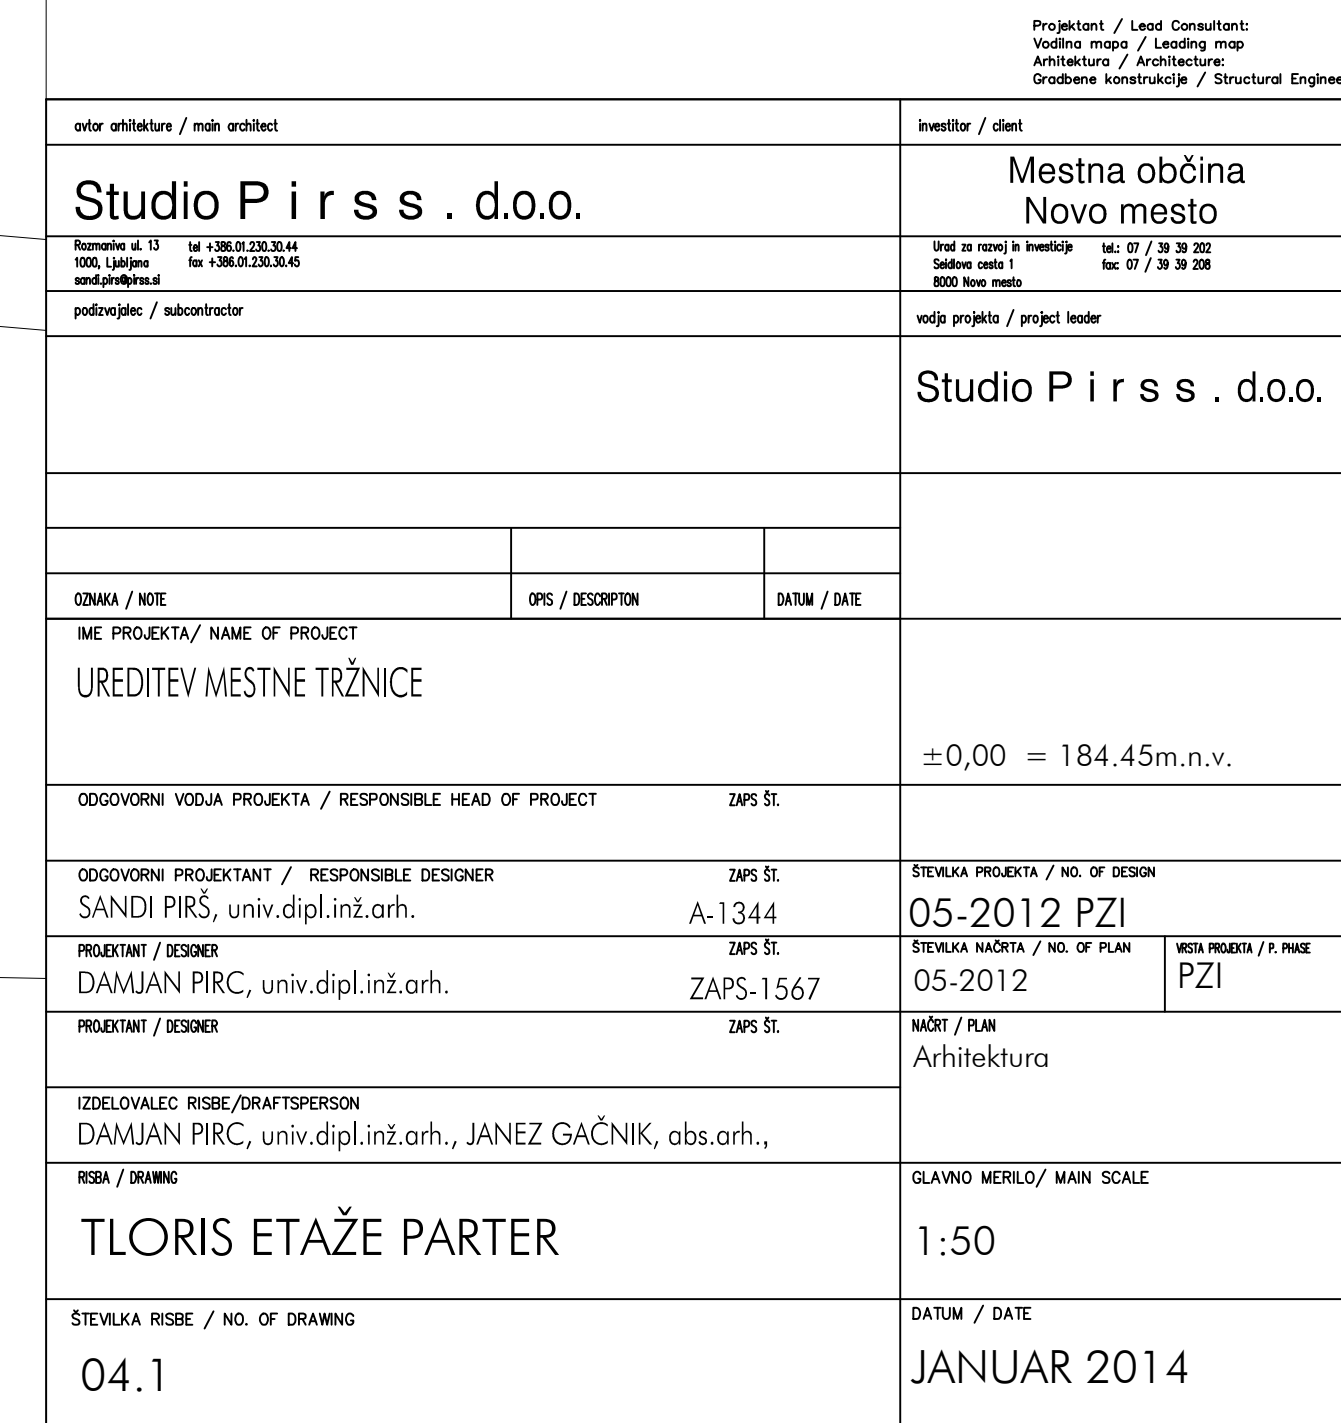 Projektant / Lead Consultant:
Vodilna mapa / Leading map
Arhitektura / Architecture:
Gradbene konstrukcije / Structural Enginee
avtor arhitekture / main architect
investitor / client
Studio P i r s s . d.o.o.
Mestna občina
Novo mesto
Rozmaniva ul. 13
1000, Ljubljana
sandi.pirs@pirss.si
tel +386.01.230.30.44
fax +386.01.230.30.45
Urad za razvoj in investicije
Seidlova cesta 1
8000 Novo mesto
tel.: 07 / 39 39 202
fax: 07 / 39 39 208
podizvajalec / subcontractor
vodja projekta / project leader
Studio P i r s s . d.o.o.
OZNAKA / NOTE
OPIS / DESCRIPTON
DATUM / DATE
IME PROJEKTA/ NAME OF PROJECT
UREDITEV MESTNE TRŽNICE
±0,00 = 184.45m.n.v.
ODGOVORNI VODJA PROJEKTA / RESPONSIBLE HEAD OF PROJECT
ZAPS ŠT.
ODGOVORNI PROJEKTANT / RESPONSIBLE DESIGNER
ZAPS ŠT.
SANDI PIRŠ, univ.dipl.inž.arh.
A-1344
ŠTEVILKA PROJEKTA / NO. OF DESIGN
05-2012 PZI
PROJEKTANT / DESIGNER
ZAPS ŠT.
DAMJAN PIRC, univ.dipl.inž.arh.
ZAPS-1567
ŠTEVILKA NAČRTA / NO. OF PLAN
05-2012
VRSTA PROJEKTA / P. PHASE
PZI
PROJEKTANT / DESIGNER
ZAPS ŠT.
NAČRT / PLAN
Arhitektura
IZDELOVALEC RISBE/DRAFTSPERSON
DAMJAN PIRC, univ.dipl.inž.arh., JANEZ GAČNIK, abs.arh.,
RISBA / DRAWING
TLORIS ETAŽE PARTER
GLAVNO MERILO/ MAIN SCALE
1:50
ŠTEVILKA RISBE / NO. OF DRAWING
04.1
DATUM / DATE
JANUAR 2014